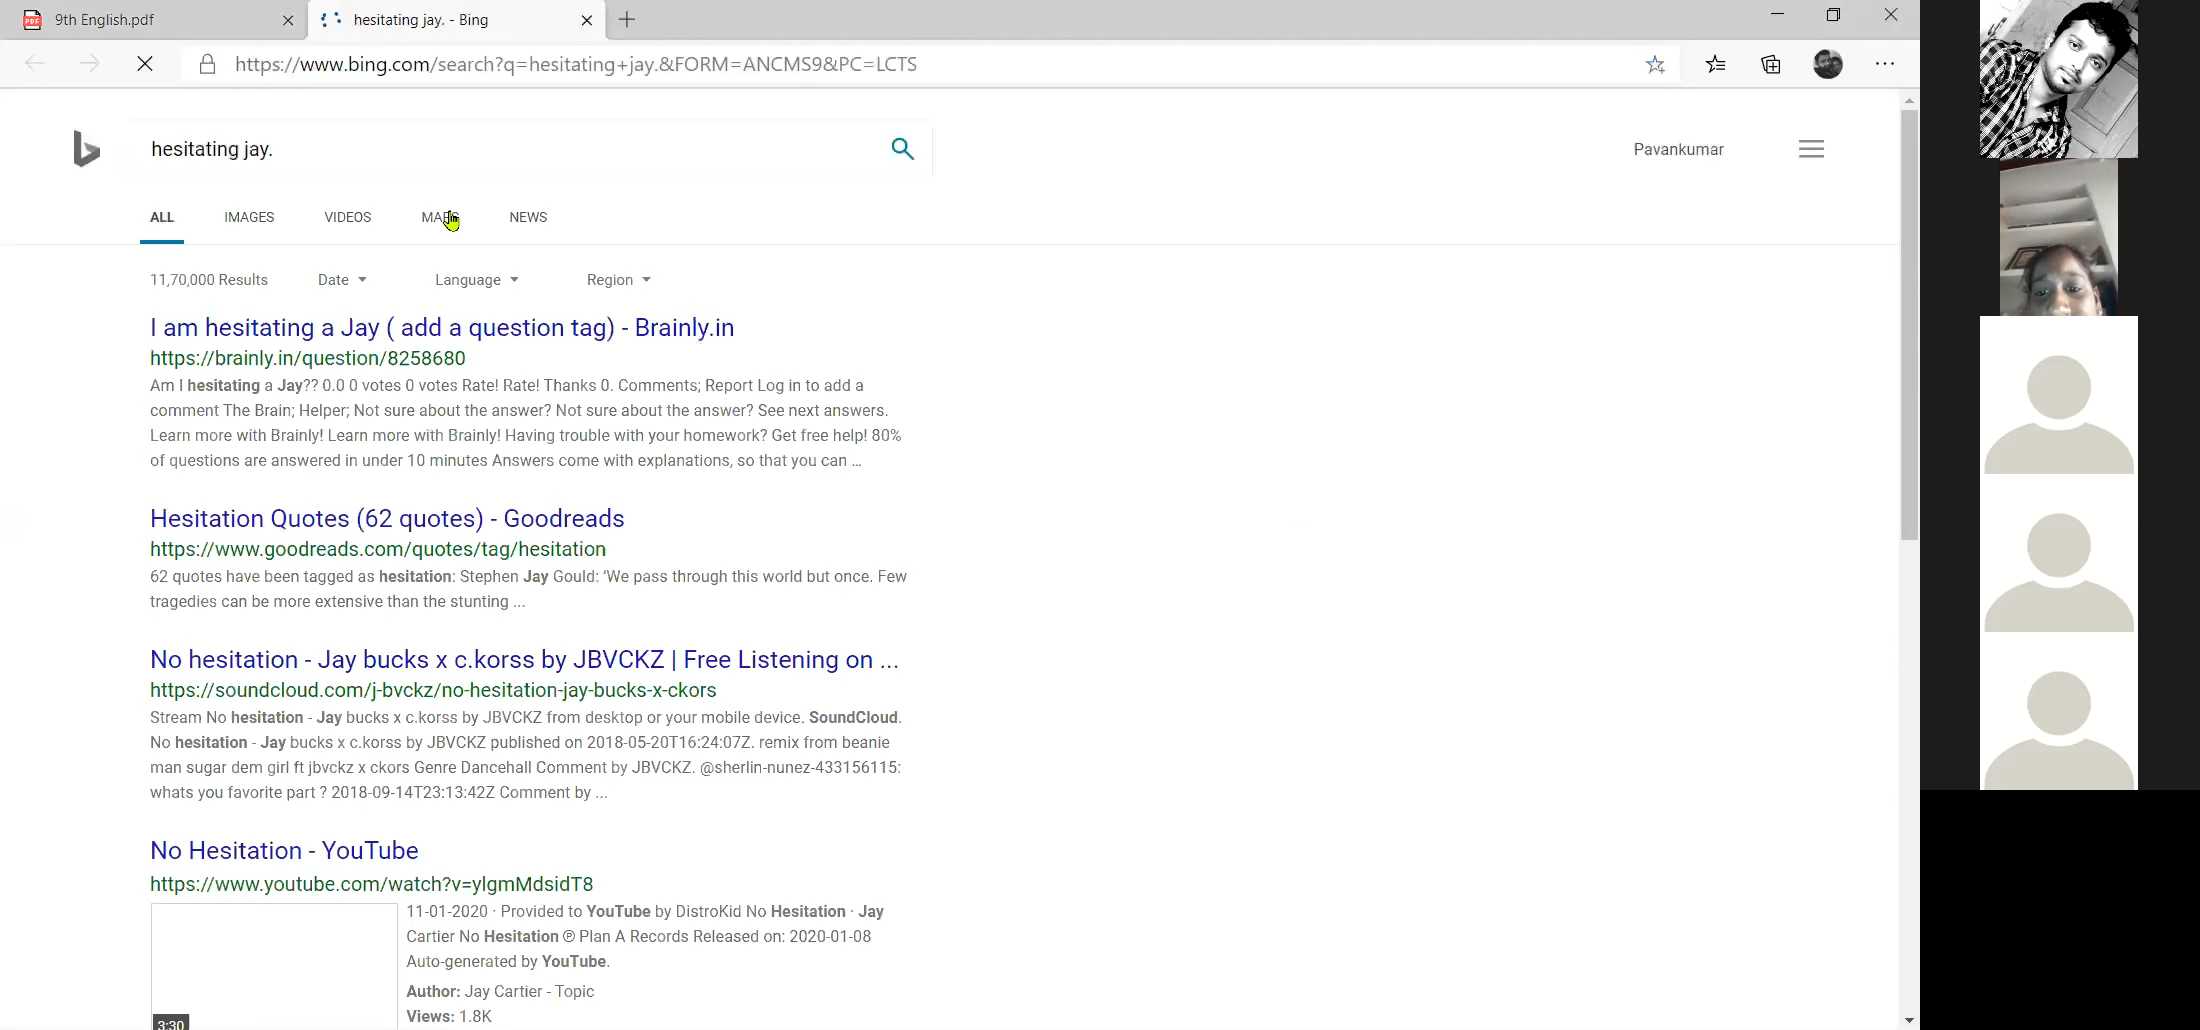 9th English.pdf
hesitating jay. - Bing
https://www.bing.com/search?q=hesitating+jay.&FORM=ANCMS9&PC=LCTS
hesitating jay.
Pavankumar
ALL IMAGES VIDEOS MAPS NEWS
11,70,000 Results Date Language Region
I am hesitating a Jay ( add a question tag) - Brainly.in
https://brainly.in/question/8258680
Am I hesitating a Jay?? 0.0 0 votes 0 votes Rate! Rate! Thanks 0. Comments; Report Log in to add a
comment The Brain; Helper; Not sure about the answer? Not sure about the answer? See next answers.
Learn more with Brainly! Learn more with Brainly! Having trouble with your homework? Get free help! 80%
of questions are answered in under 10 minutes Answers come with explanations, so that you can ...
Hesitation Quotes (62 quotes) - Goodreads
https://www.goodreads.com/quotes/tag/hesitation
62 quotes have been tagged as hesitation: Stephen Jay Gould: ‘We pass through this world but once. Few
tragedies can be more extensive than the stunting ...
No hesitation - Jay bucks x c.korss by JBVCKZ | Free Listening on ...
https://soundcloud.com/j-bvckz/no-hesitation-jay-bucks-x-ckors
Stream No hesitation - Jay bucks x c.korss by JBVCKZ from desktop or your mobile device. SoundCloud.
No hesitation - Jay bucks x c.korss by JBVCKZ published on 2018-05-20T16:24:07Z. remix from beanie
man sugar dem girl ft jbvckz x ckors Genre Dancehall Comment by JBVCKZ. @sherlin-nunez-433156115:
whats you favorite part ? 2018-09-14T23:13:42Z Comment by ...
No Hesitation - YouTube
https://www.youtube.com/watch?v=ylgmMdsidT8
11-01-2020 · Provided to YouTube by DistroKid No Hesitation · Jay
Cartier No Hesitation ℗ Plan A Records Released on: 2020-01-08
Auto-generated by YouTube.
Author: Jay Cartier - Topic
Views: 1.8K
3:30